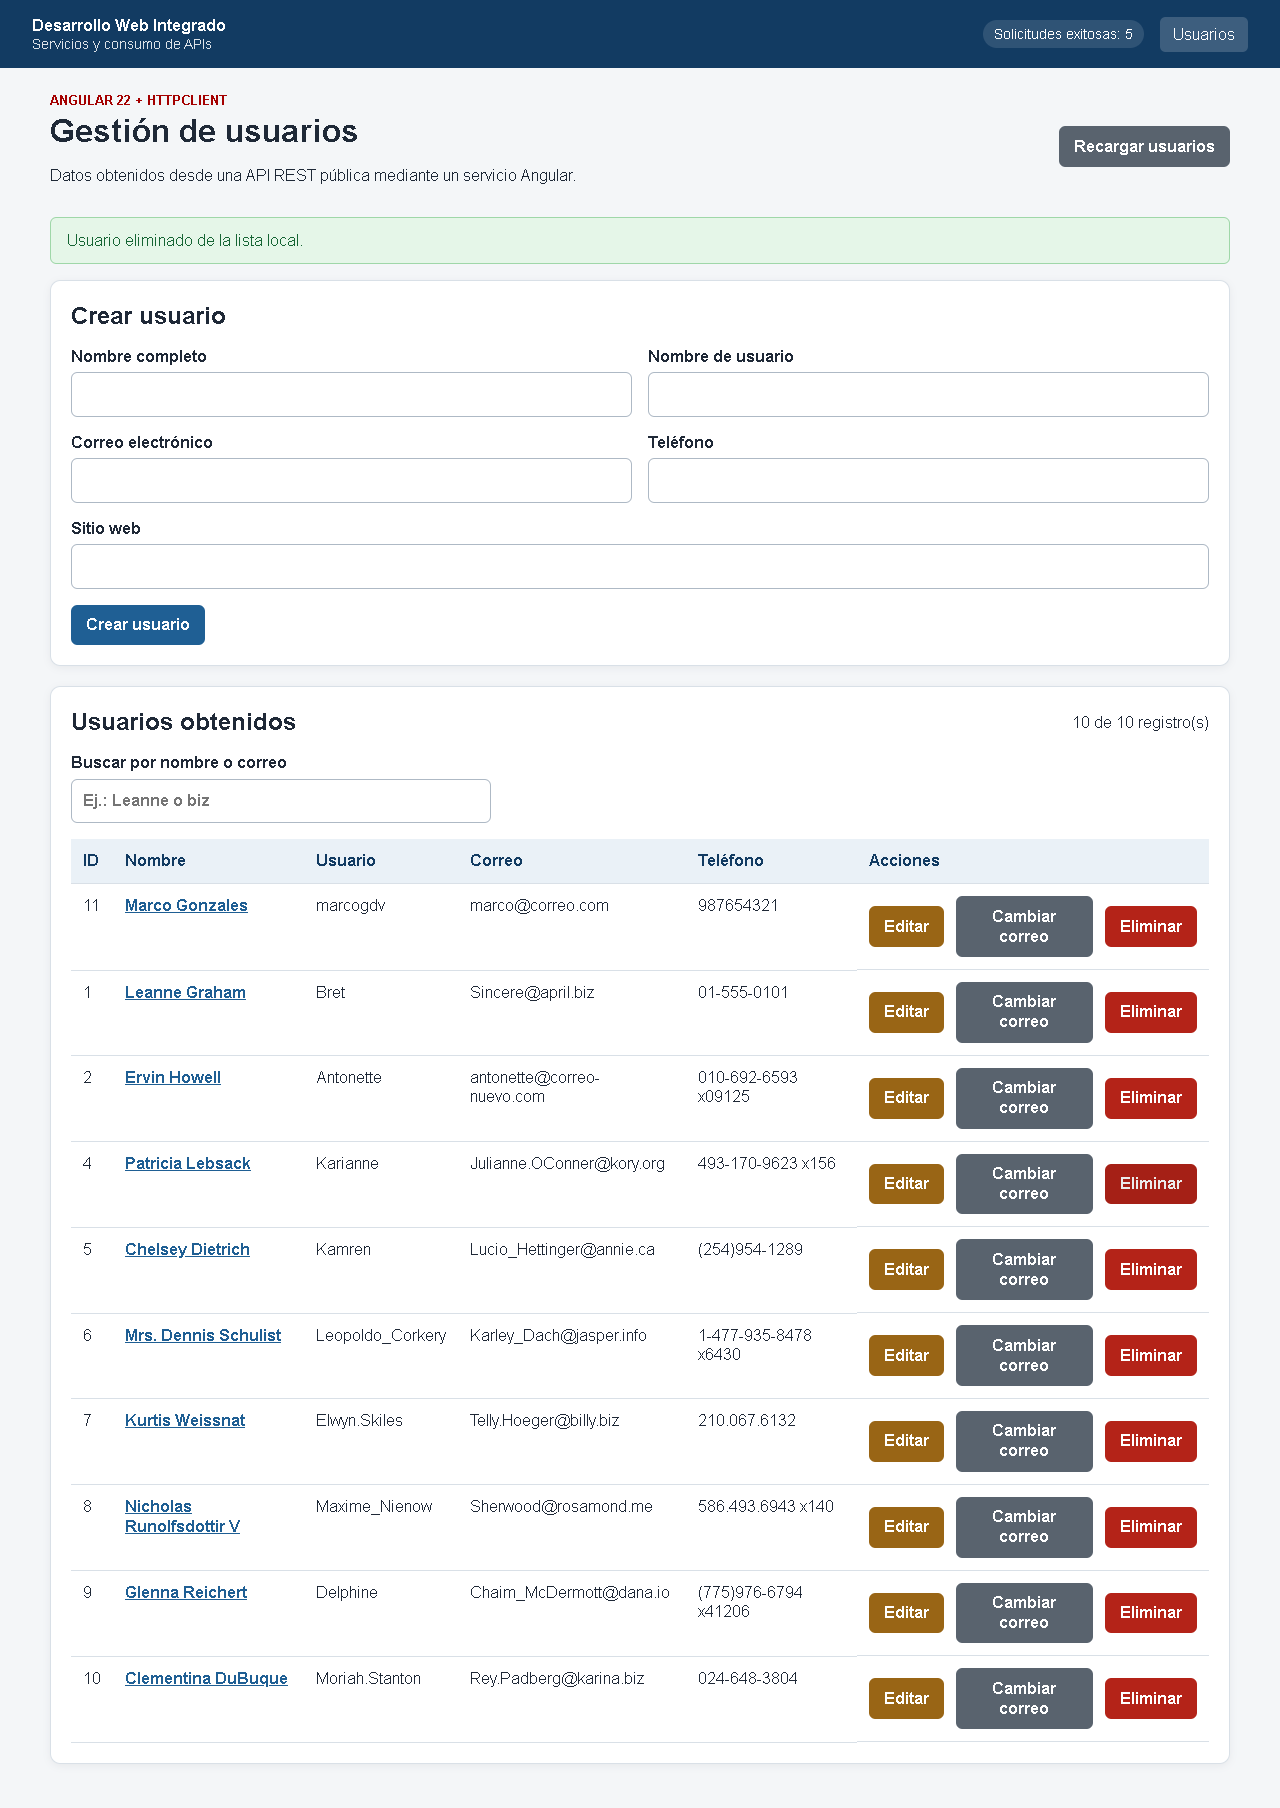 Desarrollo Web Integrado
Servicios y consumo de APIs
Solicitudes exitosas: 5
Usuarios
ANGULAR 22 + HTTPCLIENT
Gestión de usuarios
Recargar usuarios
Datos obtenidos desde una API REST pública mediante un servicio Angular.
Usuario eliminado de la lista local.
Crear usuario
Nombre completo
Nombre de usuario
Correo electrónico
Teléfono
Sitio web
Crear usuario
Usuarios obtenidos
10 de 10 registro(s)
Buscar por nombre o correo
Ej.: Leanne o biz
ID Nombre Usuario Correo Teléfono Acciones
11 Marco Gonzales marcogdv marco@correo.com 987654321 Editar Cambiar correo Eliminar
1 Leanne Graham Bret Sincere@april.biz 01-555-0101 Editar Cambiar correo Eliminar
2 Ervin Howell Antonette antonette@correo-nuevo.com 010-692-6593 x09125 Editar Cambiar correo Eliminar
4 Patricia Lebsack Karianne Julianne.OConner@kory.org 493-170-9623 x156 Editar Cambiar correo Eliminar
5 Chelsey Dietrich Kamren Lucio_Hettinger@annie.ca (254)954-1289 Editar Cambiar correo Eliminar
6 Mrs. Dennis Schulist Leopoldo_Corkery Karley_Dach@jasper.info 1-477-935-8478 x6430 Editar Cambiar correo Eliminar
7 Kurtis Weissnat Elwyn.Skiles Telly.Hoeger@billy.biz 210.067.6132 Editar Cambiar correo Eliminar
8 Nicholas Runolfsdottir V Maxime_Nienow Sherwood@rosamond.me 586.493.6943 x140 Editar Cambiar correo Eliminar
9 Glenna Reichert Delphine Chaim_McDermott@dana.io (775)976-6794 x41206 Editar Cambiar correo Eliminar
10 Clementina DuBuque Moriah.Stanton Rey.Padberg@karina.biz 024-648-3804 Editar Cambiar correo Eliminar